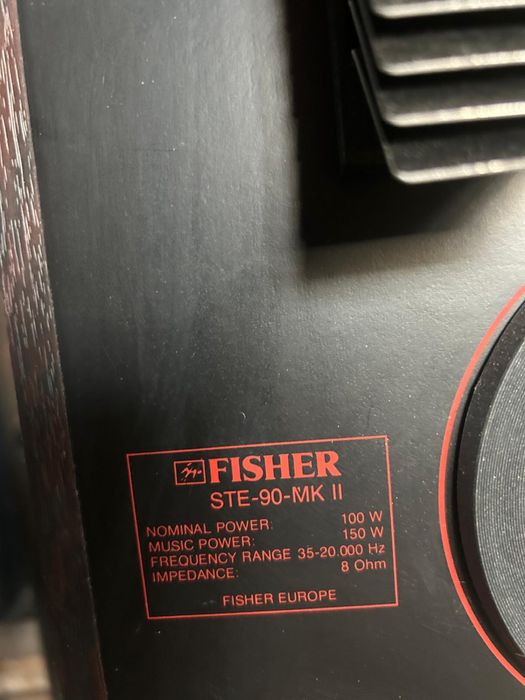 FISHER
STE-90-MK II
NOMINAL POWER: 100 W
MUSIC POWER: 150 W
FREQUENCY RANGE 35-20.000 Hz
IMPEDANCE: 8 Ohm
FISHER EUROPE